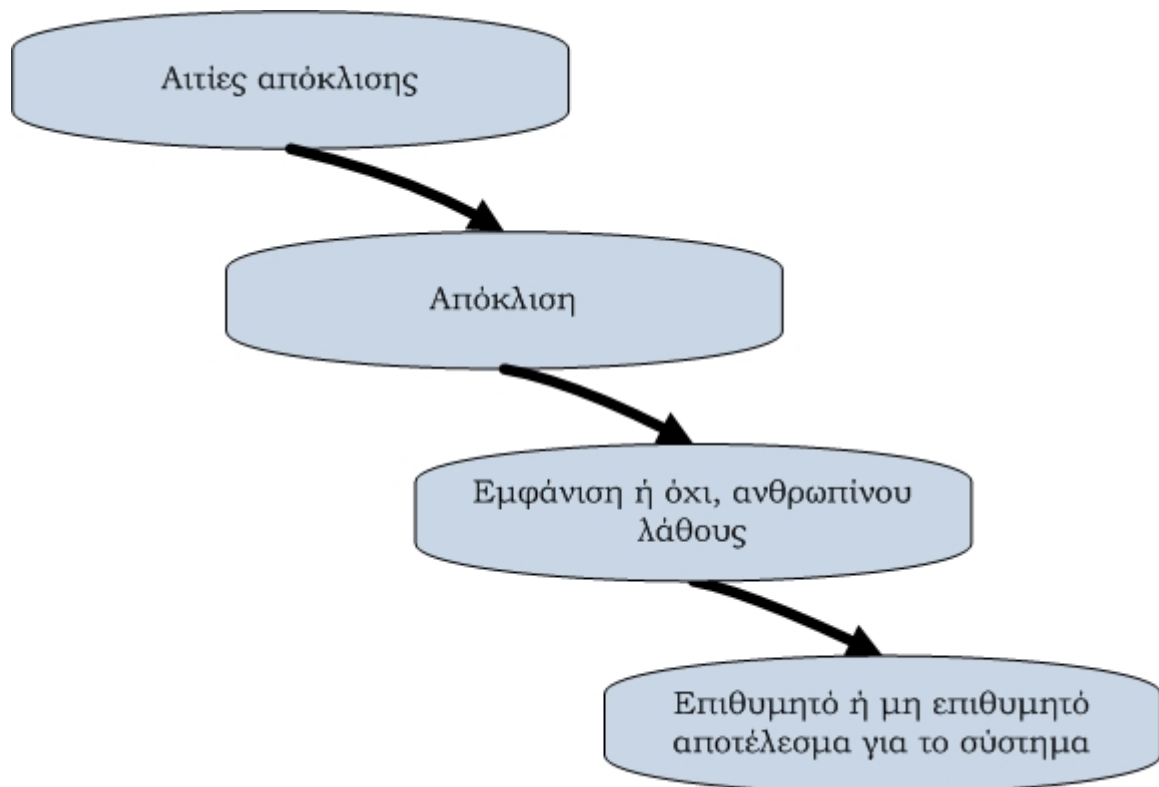 Αιτίες απόκλισης
Απόκλιση
Εμφάνιση ή όχι, ανθρωπίνου
λάθους
Επιθυμητό ή μη επιθυμητό
αποτέλεσμα για το σύστημα